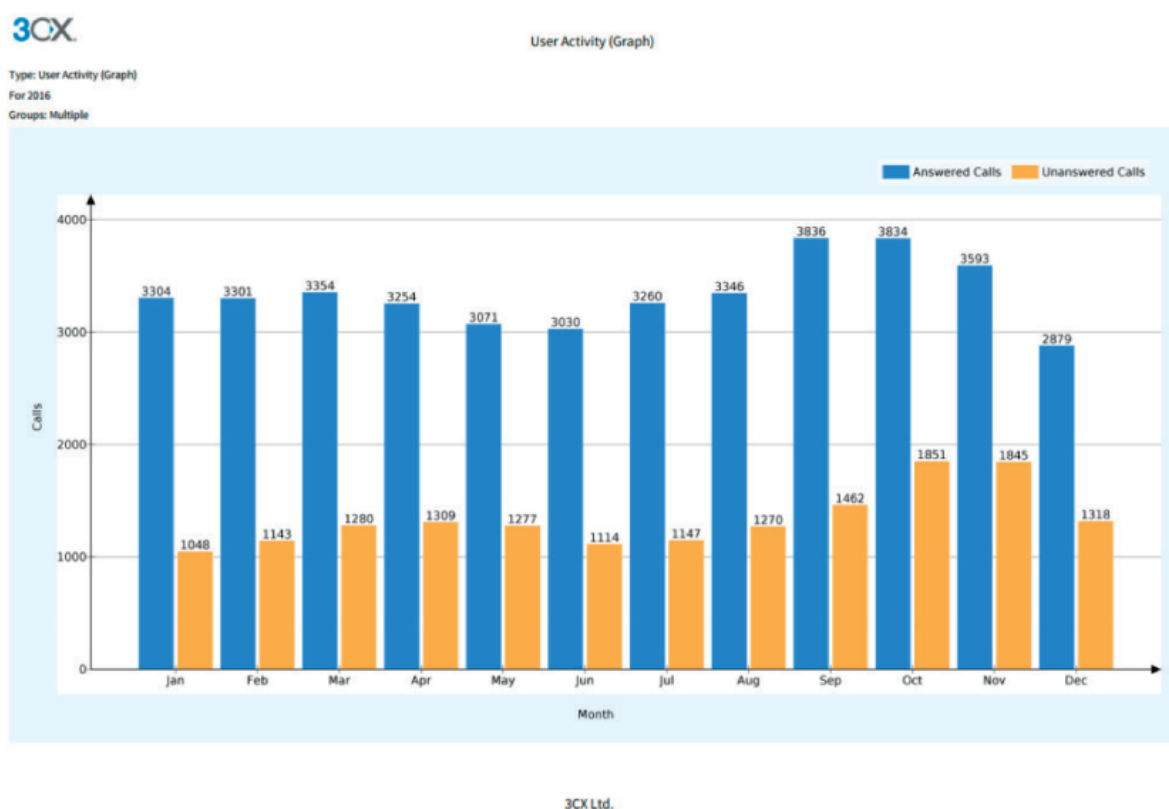 3CX
User Activity (Graph)
Type: User Activity (Graph)
For 2016
Groups: Multiple
Answered Calls Unanswered Calls
4000
3000
2000
1000
0
Calls
3304 3301 3354 3254 3071 3030 3260 3346 3836 3834 3593 2879
1048 1143 1280 1309 1277 1114 1147 1270 1462 1851 1845 1318
Jan Feb Mar Apr May Jun Jul Aug Sep Oct Nov Dec
Month
3CX Ltd.